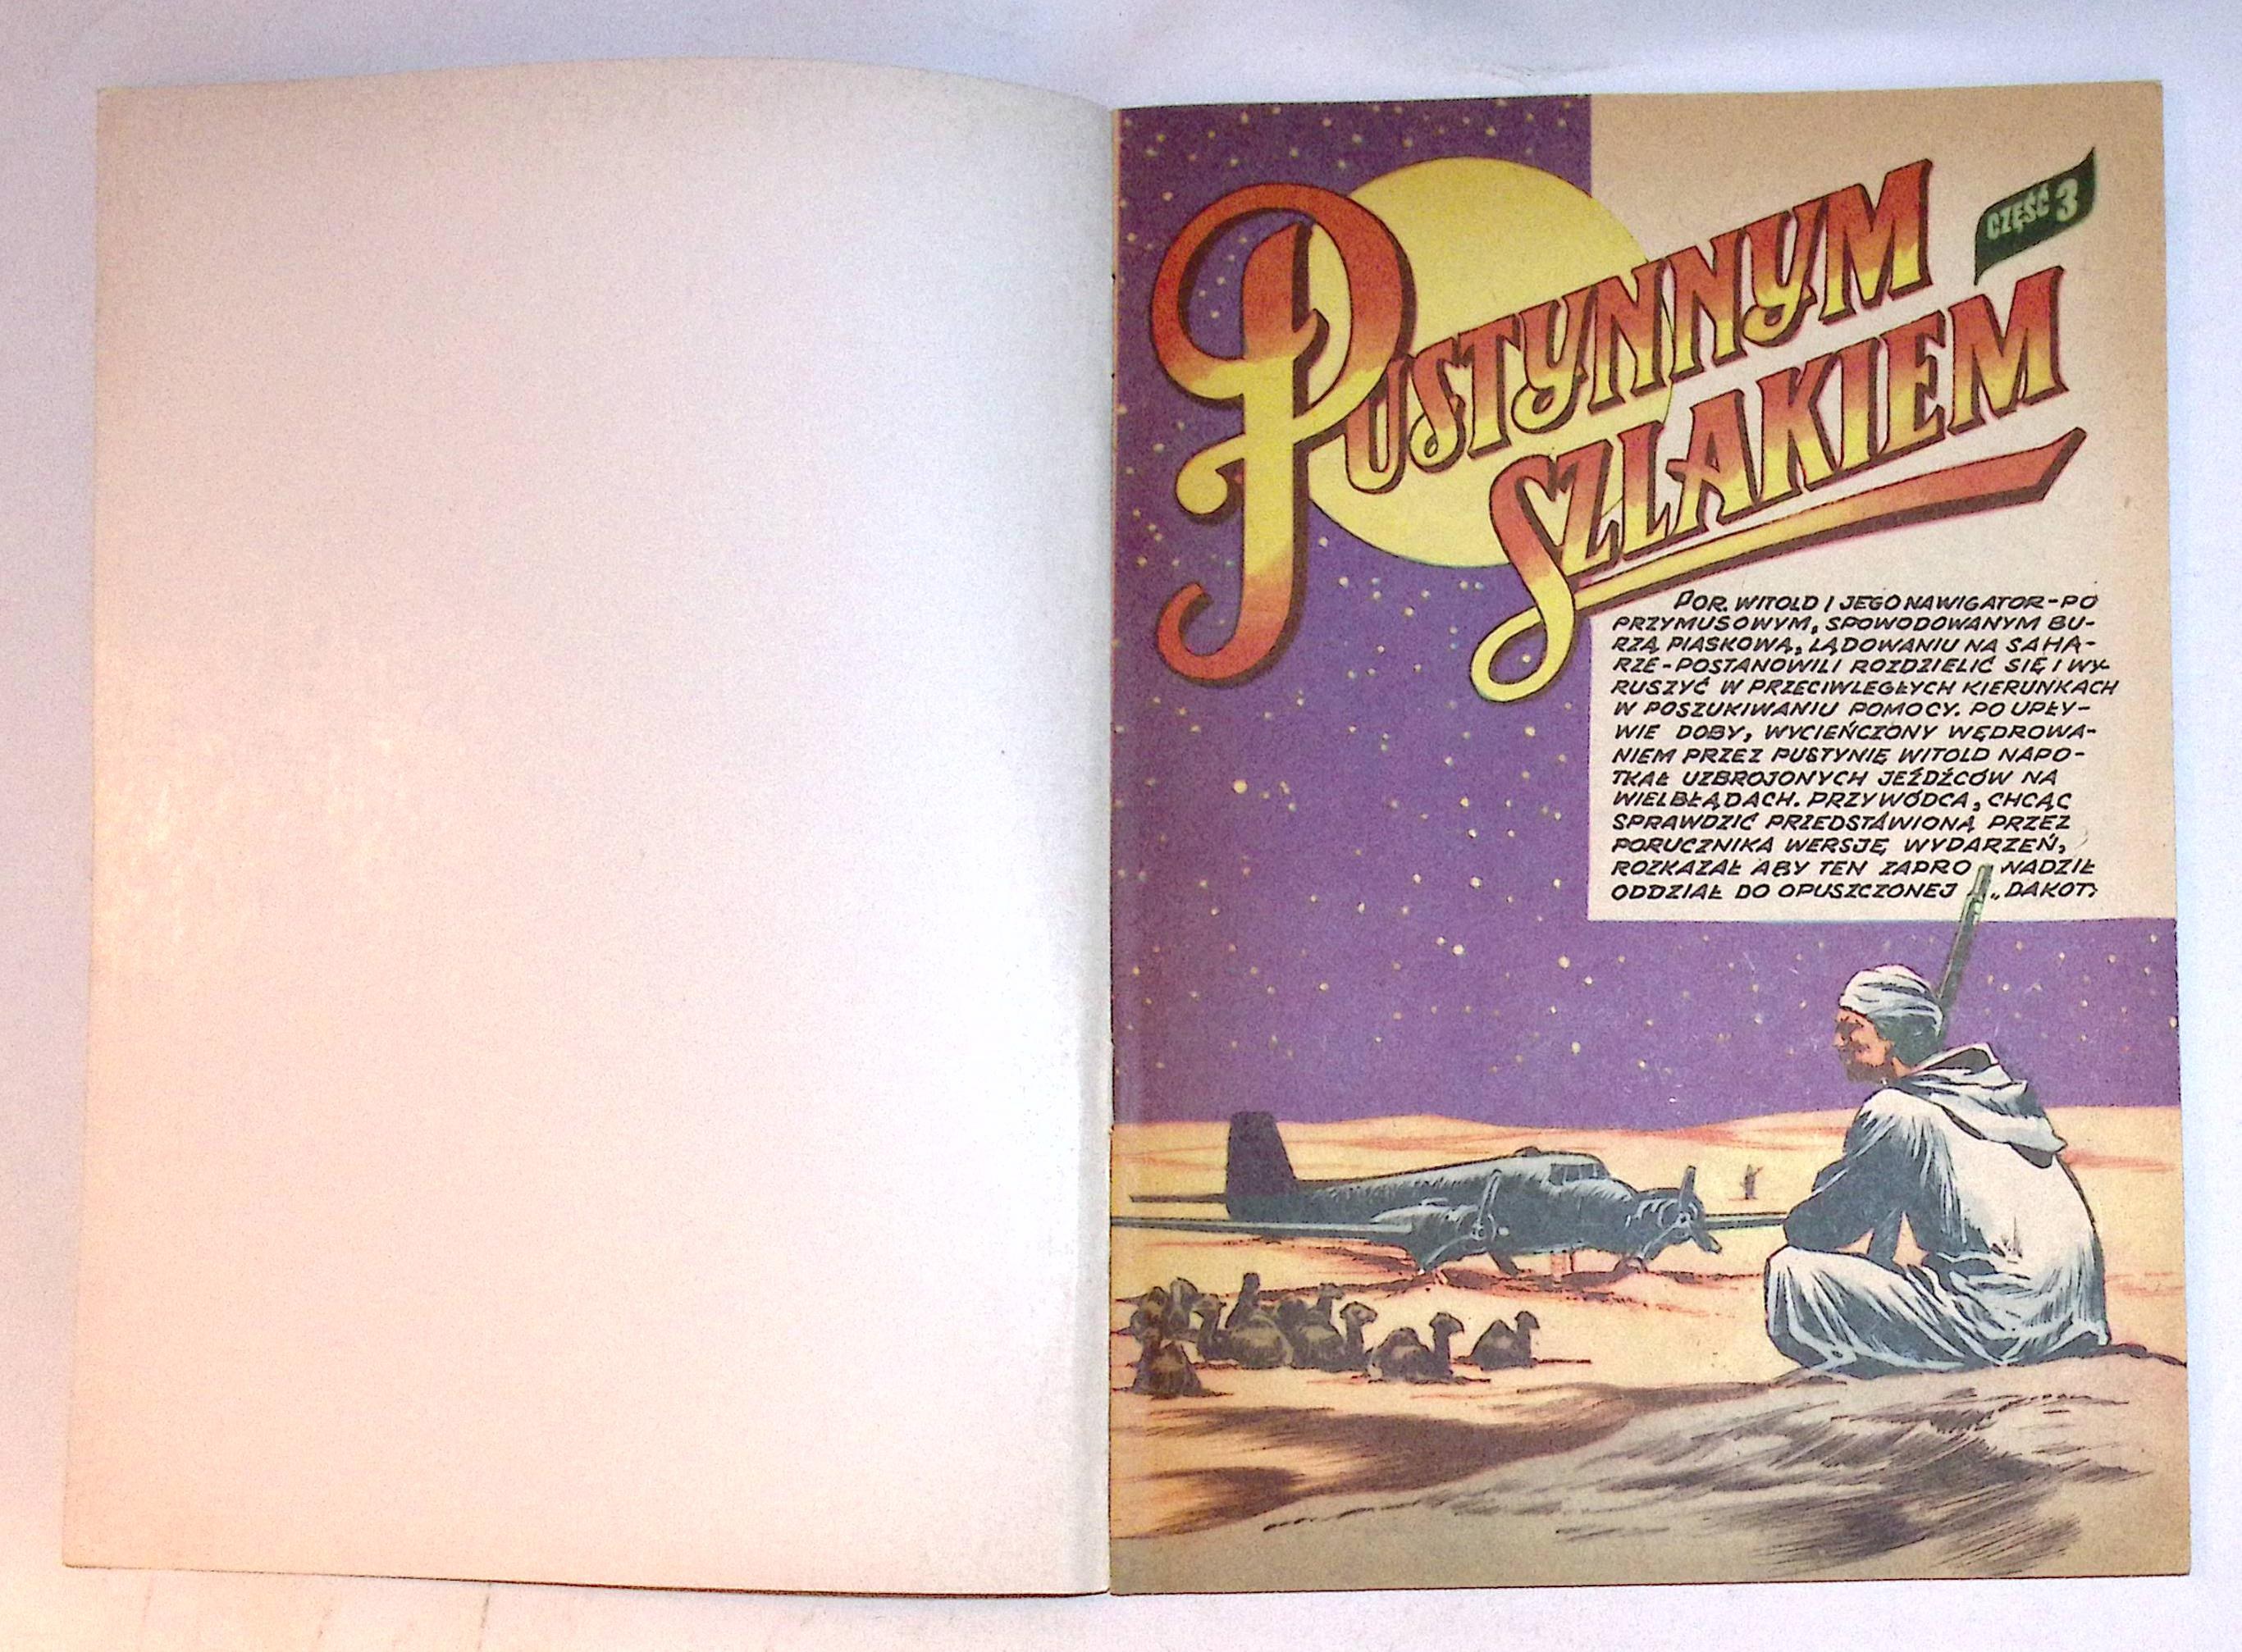 CZĘŚĆ 3
PUSTYNNYM
SZLAKIEM
POR. WITOLD I JEGO NAWIGATOR-PO
PRZYMUSOWYM, SPOWODOWANYM BU-
RZĄ PIASKOWĄ, LĄDOWANIU NA SAHA-
RZE-POSTANOWILI ROZDZIELIĆ SIĘ I WY-
RUSZYĆ W PRZECIWLEGŁYCH KIERUNKACH
W POSZUKIWANIU POMOCY. PO UPŁY-
WIE DOBY, WYCIEŃCZONY WĘDROWA-
NIEM PRZEZ PUSTYNIĘ WITOLD NAPO-
TKAŁ UZBROJONYCH JEŹDŹCÓW NA
WIELBŁĄDACH. PRZYWÓDCA, CHCĄC
SPRAWDZIĆ PRZEDSTAWIONĄ PRZEZ
PORUCZNIKA WERSJĘ WYDARZEŃ,
ROZKAZAŁ ABY TEN ZAPRO WADZIŁ
ODDZIAŁ DO OPUSZCZONEJ „DAKOT